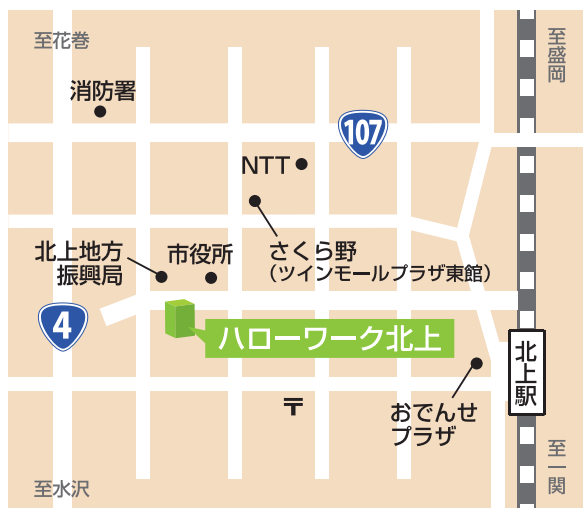 至花巻
至盛岡
消防署
107
NTT
さくら野
(ツインモールプラザ東館)
北上地方
振興局
市役所
4
ハローワーク北上
北上駅
おでんせ
プラザ
〒
至一関
至水沢